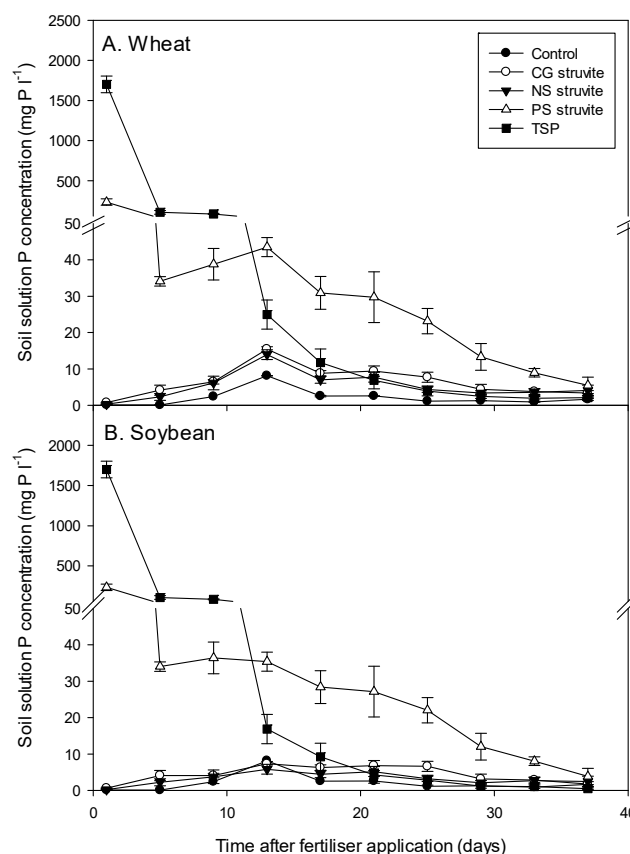 A. Wheat
Control
CG struvite
NS struvite
PS struvite
TSP
Soil solution P concentration (mg P l⁻¹)
2500
2000
1500
1000
500
50
40
30
20
10
0
B. Soybean
Soil solution P concentration (mg P l⁻¹)
2000
1500
1000
500
50
40
30
20
10
0
0 10 20 30 40
Time after fertiliser application (days)